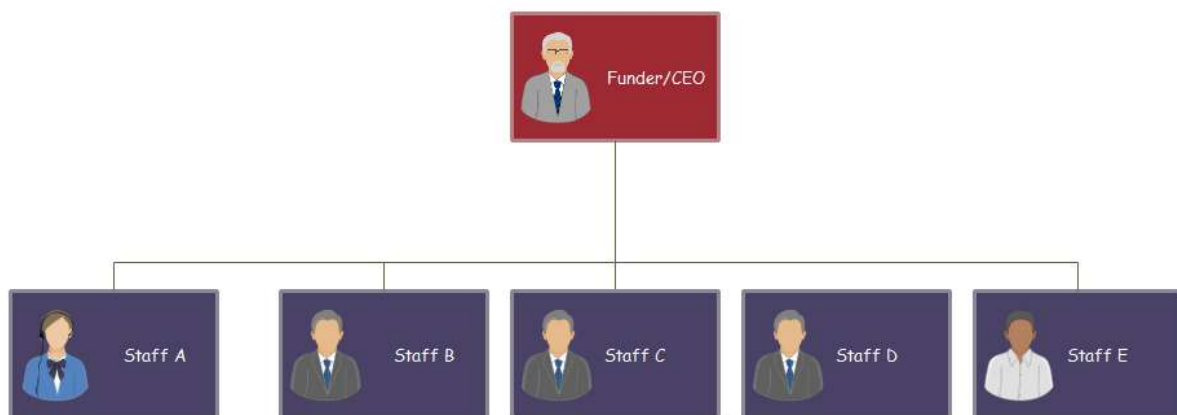 Funder/CEO
Staff A
Staff B
Staff C
Staff D
Staff E